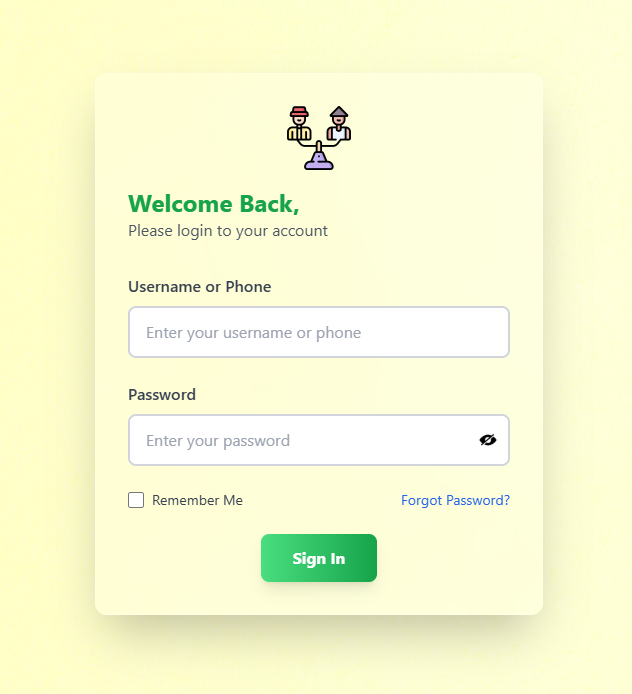 Welcome Back,
Please login to your account
Username or Phone
Enter your username or phone
Password
Enter your password
Remember Me
Forgot Password?
Sign In